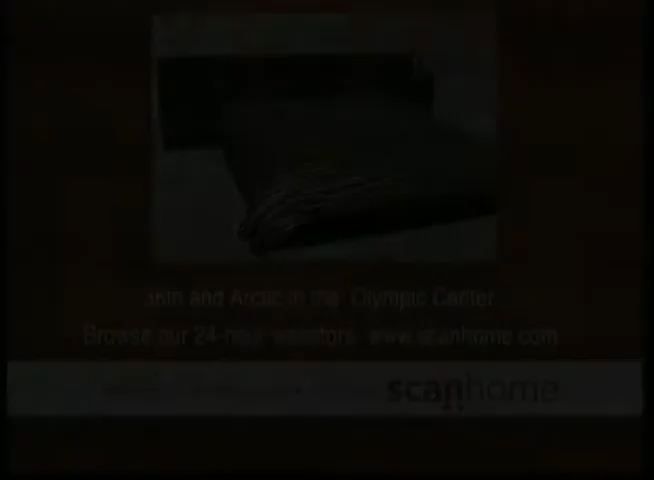 36th and Arctic in the Olympic Center
Browse our 24-hour webstore www.scanhome.com
scanhome